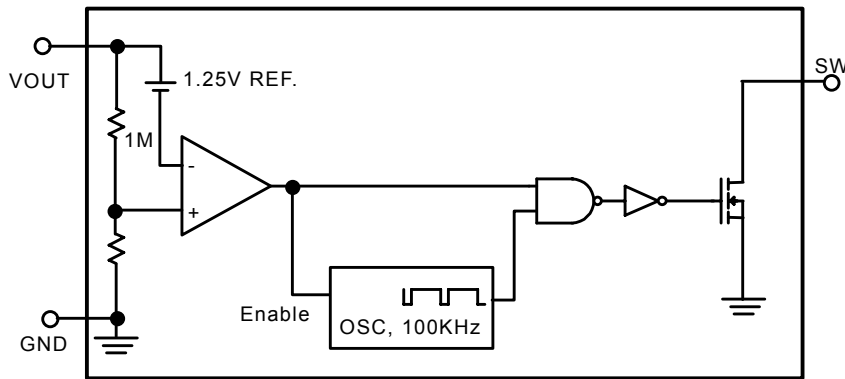 VOUT
1.25V REF.
SW
1M
-
+
Enable
OSC, 100KHz
GND